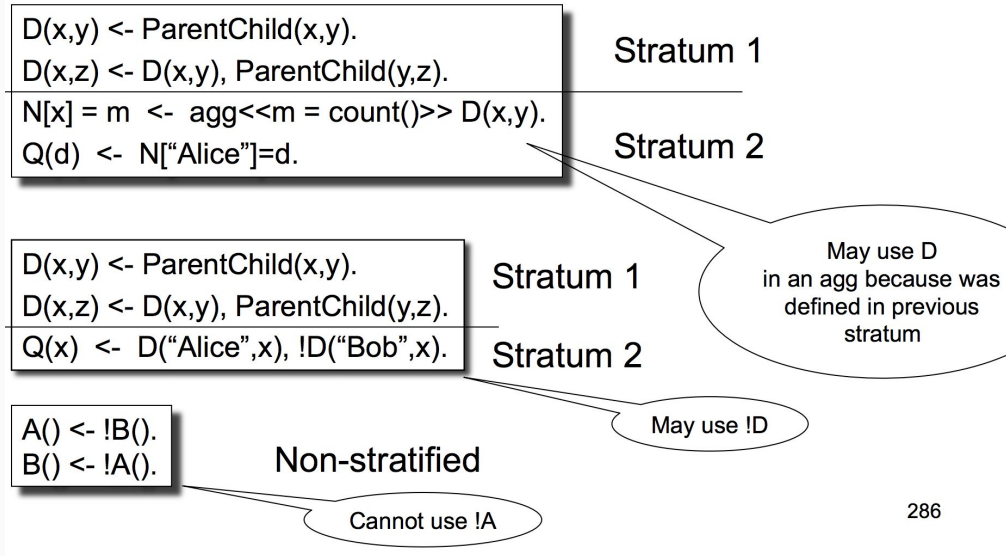 D(x,y) <- ParentChild(x,y).
D(x,z) <- D(x,y), ParentChild(y,z).
Stratum 1
N[x] = m <- agg<<m = count()>> D(x,y).
Q(d) <- N[“Alice”]=d.
Stratum 2
May use D
in an agg because was
defined in previous
stratum
D(x,y) <- ParentChild(x,y).
D(x,z) <- D(x,y), ParentChild(y,z).
Stratum 1
Q(x) <- D(“Alice”,x), !D(“Bob”,x).
Stratum 2
May use !D
A() <- !B().
B() <- !A().
Non-stratified
Cannot use !A
286